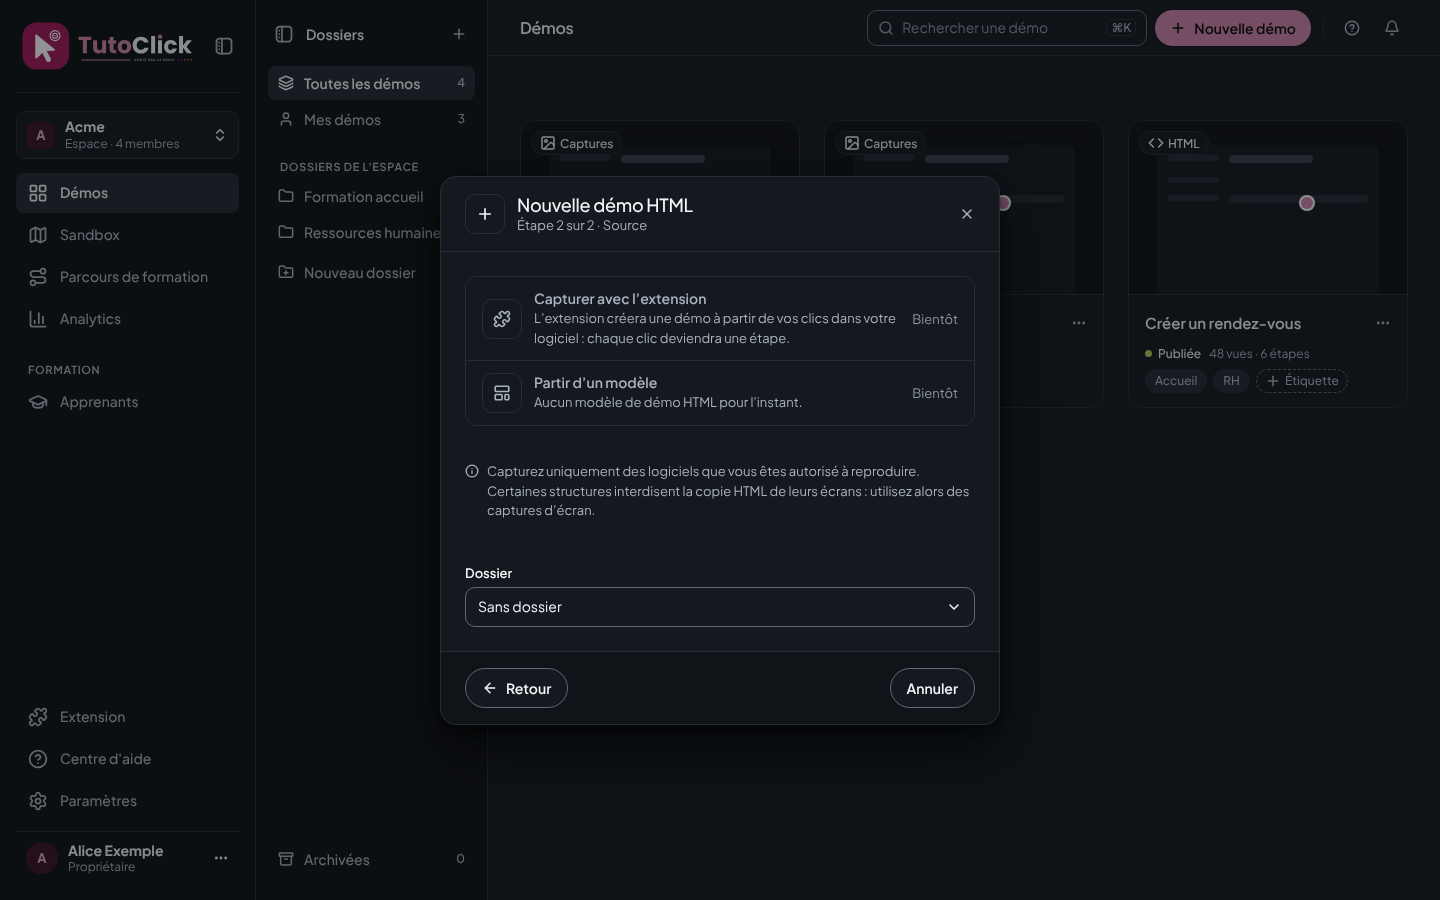 TutoClick
Acme
Espace · 4 membres
A
Démos
Sandbox
Parcours de formation
Analytics
FORMATION
Apprenants
Extension
Centre d'aide
Paramètres
A
Alice Exemple
Propriétaire
Dossiers
Toutes les démos 4
Mes démos 3
DOSSIERS DE L'ESPACE
Formation accueil
Ressources humaine
Nouveau dossier
Archivées 0
Démos
Rechercher une démo ⌘K
Nouvelle démo
Captures
Captures
HTML
Créer un rendez-vous
Publiée 48 vues · 6 étapes
Accueil RH + Étiquette
Nouvelle démo HTML
Étape 2 sur 2 · Source
Capturer avec l’extension
L’extension créera une démo à partir de vos clics dans votre
logiciel : chaque clic deviendra une étape.
Bientôt
Partir d’un modèle
Aucun modèle de démo HTML pour l’instant.
Bientôt
Capturez uniquement des logiciels que vous êtes autorisé à reproduire.
Certaines structures interdisent la copie HTML de leurs écrans : utilisez alors des
captures d’écran.
Dossier
Sans dossier
Retour
Annuler